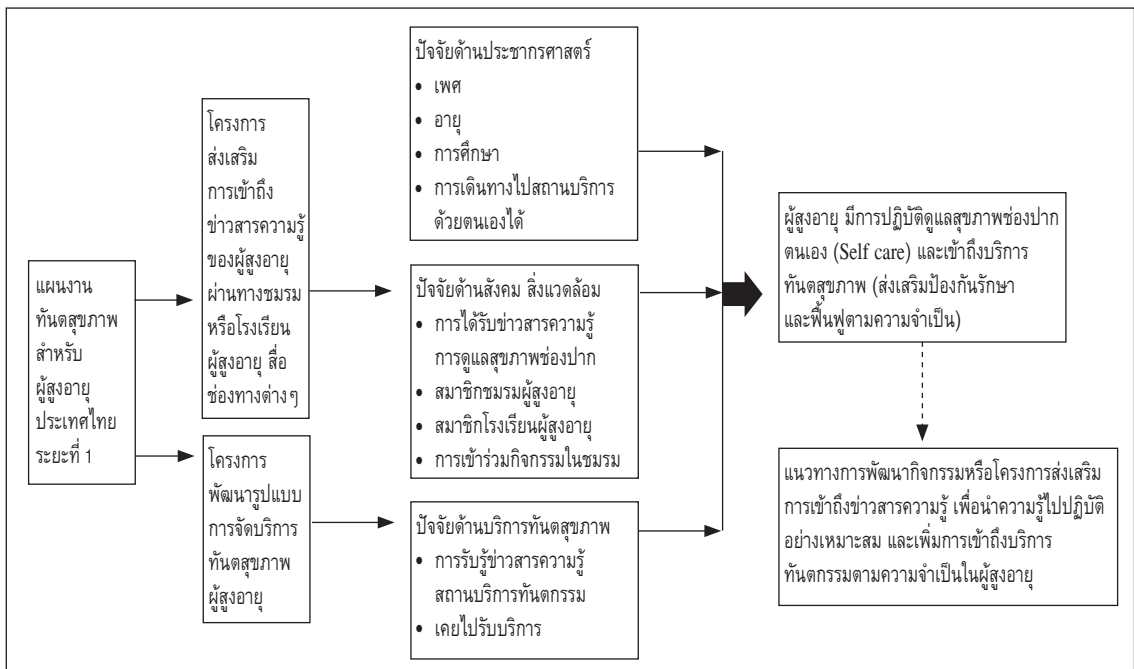 แผนงาน
ทันตสุขภาพ
สำหรับ
ผู้สูงอายุ
ประเทศไทย
ระยะที่ 1
โครงการ
ส่งเสริม
การเข้าถึง
ข่าวสารความรู้
ของผู้สูงอายุ
ผ่านทางชมรม
หรือโรงเรียน
ผู้สูงอายุ สื่อ
ช่องทางต่างๆ
โครงการ
พัฒนารูปแบบ
การจัดบริการ
ทันตสุขภาพ
ผู้สูงอายุ
ปัจจัยด้านประชากรศาสตร์
• เพศ
• อายุ
• การศึกษา
• การเดินทางไปสถานบริการ
ด้วยตนเองได้
ปัจจัยด้านสังคม สิ่งแวดล้อม
• การได้รับข่าวสารความรู้
การดูแลสุขภาพช่องปาก
• สมาชิกชมรมผู้สูงอายุ
• สมาชิกโรงเรียนผู้สูงอายุ
• การเข้าร่วมกิจกรรมในชมรม
ปัจจัยด้านบริการทันตสุขภาพ
• การรับรู้ข่าวสารความรู้
สถานบริการทันตกรรม
• เคยไปรับบริการ
ผู้สูงอายุ มีการปฏิบัติดูแลสุขภาพช่องปาก
ตนเอง (Self care) และเข้าถึงบริการ
ทันตสุขภาพ (ส่งเสริมป้องกันรักษา
และฟื้นฟูตามความจำเป็น)
แนวทางการพัฒนากิจกรรมหรือโครงการส่งเสริม
การเข้าถึงข่าวสารความรู้ เพื่อนำความรู้ไปปฏิบัติ
อย่างเหมาะสม และเพิ่มการเข้าถึงบริการ
ทันตกรรมตามความจำเป็นในผู้สูงอายุ